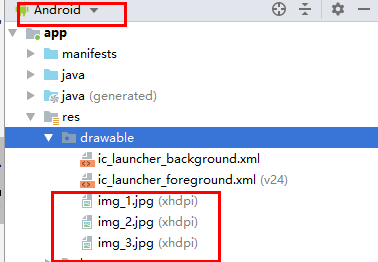 Android
app
manifests
java
java (generated)
res
drawable
ic_launcher_background.xml
ic_launcher_foreground.xml (v24)
img_1.jpg (xhdpi)
img_2.jpg (xhdpi)
img_3.jpg (xhdpi)